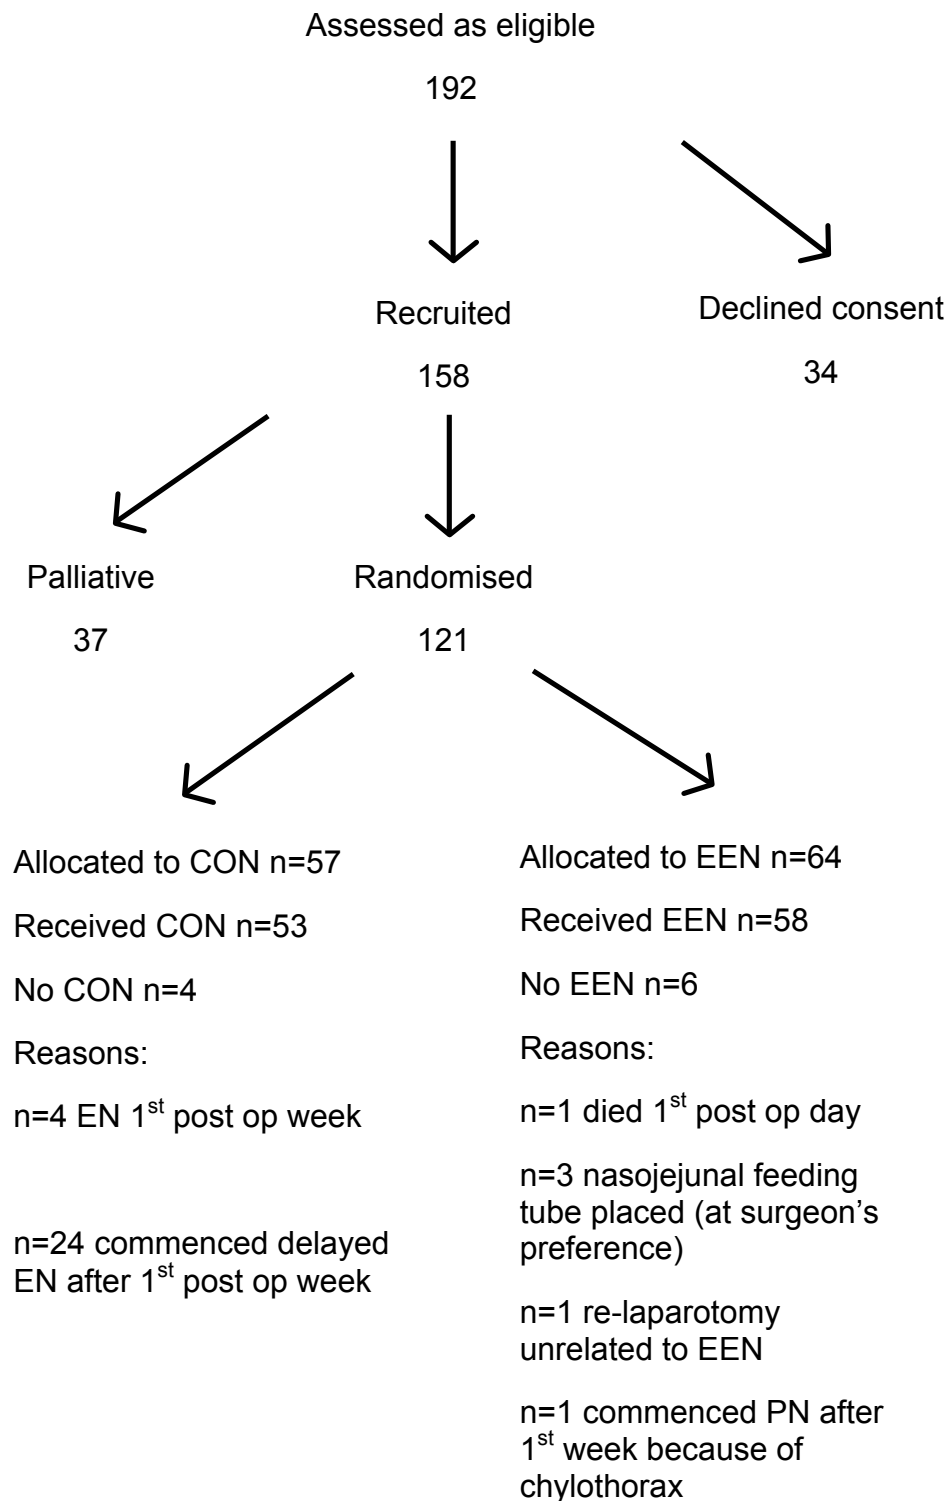 Assessed as eligible
192
Recruited
158
Declined consent
34
Palliative
37
Randomised
121
Allocated to CON n=57
Received CON n=53
No CON n=4
Reasons:
n=4 EN 1st post op week
n=24 commenced delayed
EN after 1st post op week
Allocated to EEN n=64
Received EEN n=58
No EEN n=6
Reasons:
n=1 died 1st post op day
n=3 nasojejunal feeding
tube placed (at surgeon’s
preference)
n=1 re-laparotomy
unrelated to EEN
n=1 commenced PN after
1st week because of
chylothorax